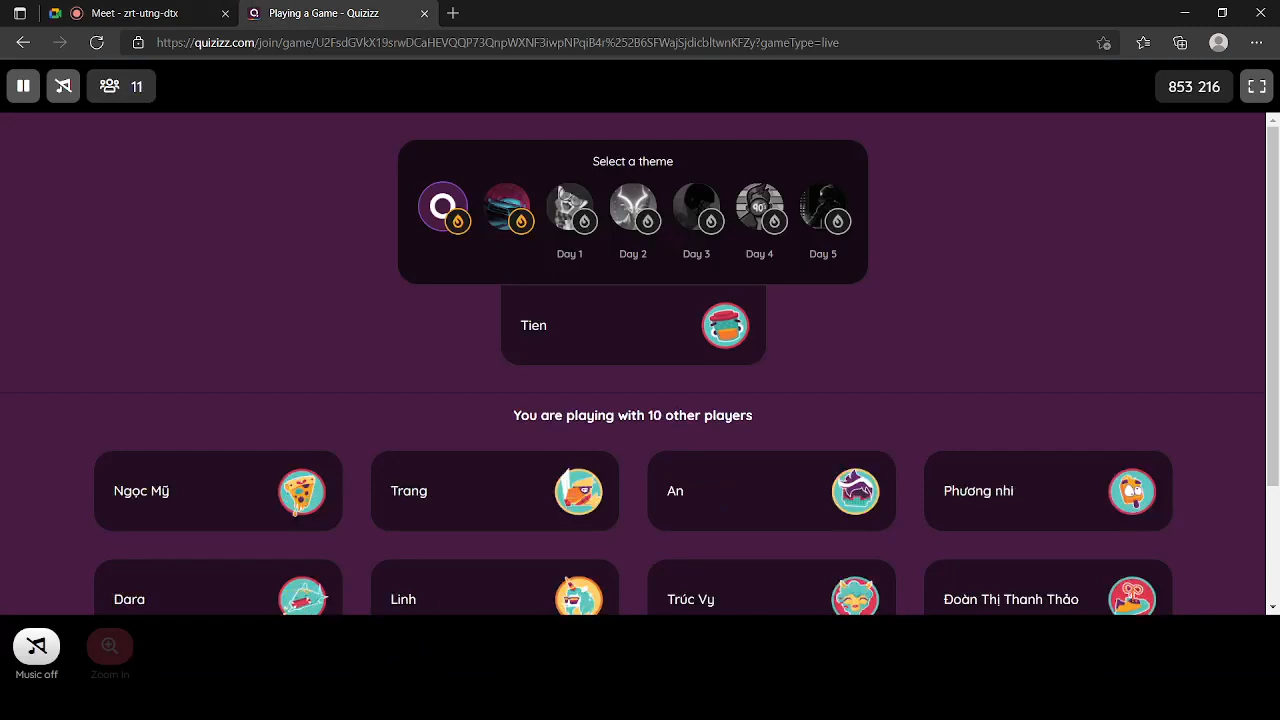 Meet - zrt-utng-dtx
Playing a Game - Quizizz
https://quizizz.com/join/game/U2FsdGVkX19srwDCaHEVQQP73QnpWXNF3iwpNPqiB4r%252B6SFWajSjdicbltwnKFZy?gameType=live
11
853 216
Select a theme
Day 1 Day 2 Day 3 Day 4 Day 5
Tien
You are playing with 10 other players
Ngọc Mỹ Trang An Phương nhi
Dara Linh Trúc Vy Đoàn Thị Thanh Thảo
Music off Zoom In